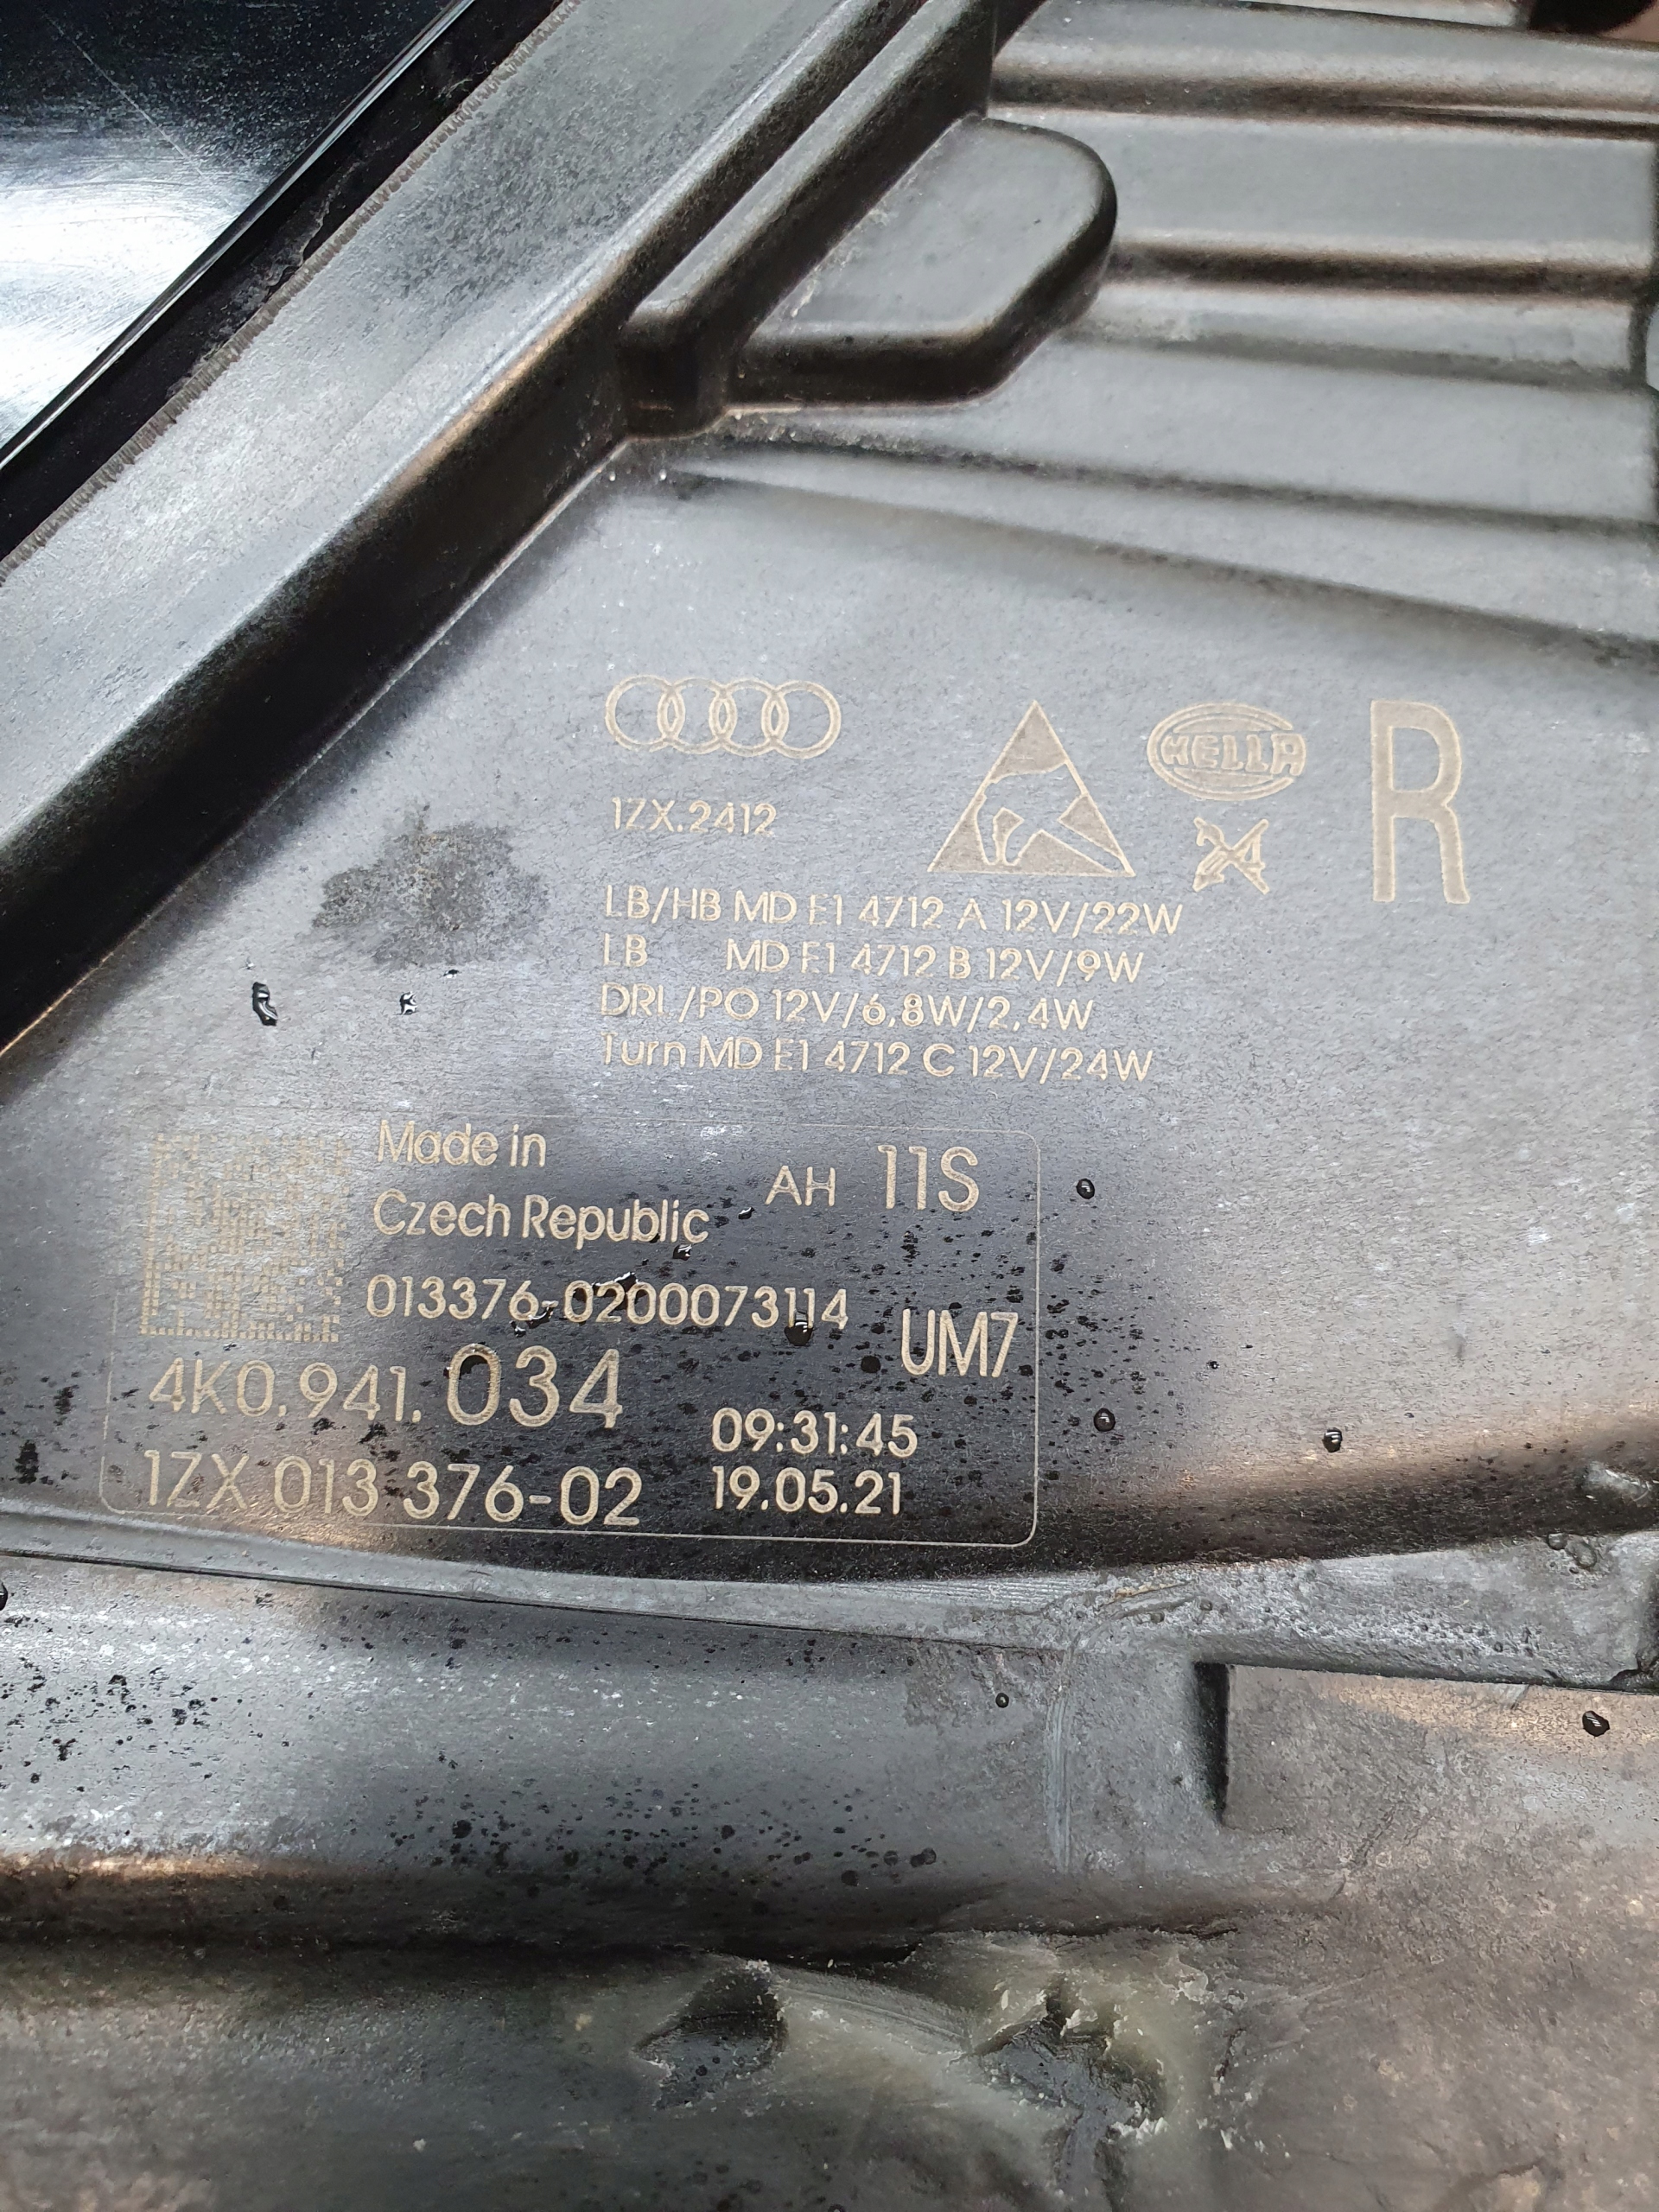 HELLA
R
1ZX.2412
24
LB/HB MD E1 4712 A 12V/22W
LB MD E1 4712 B 12V/9W
DRL/PO 12V/6,8W/2,4W
Turn MD E1 4712 C 12V/24W
Made in
Czech Republic
AH 11S
013376-0200073114
UM7
4K0.941.034
09:31:45
1ZX 013 376-02
19.05.21